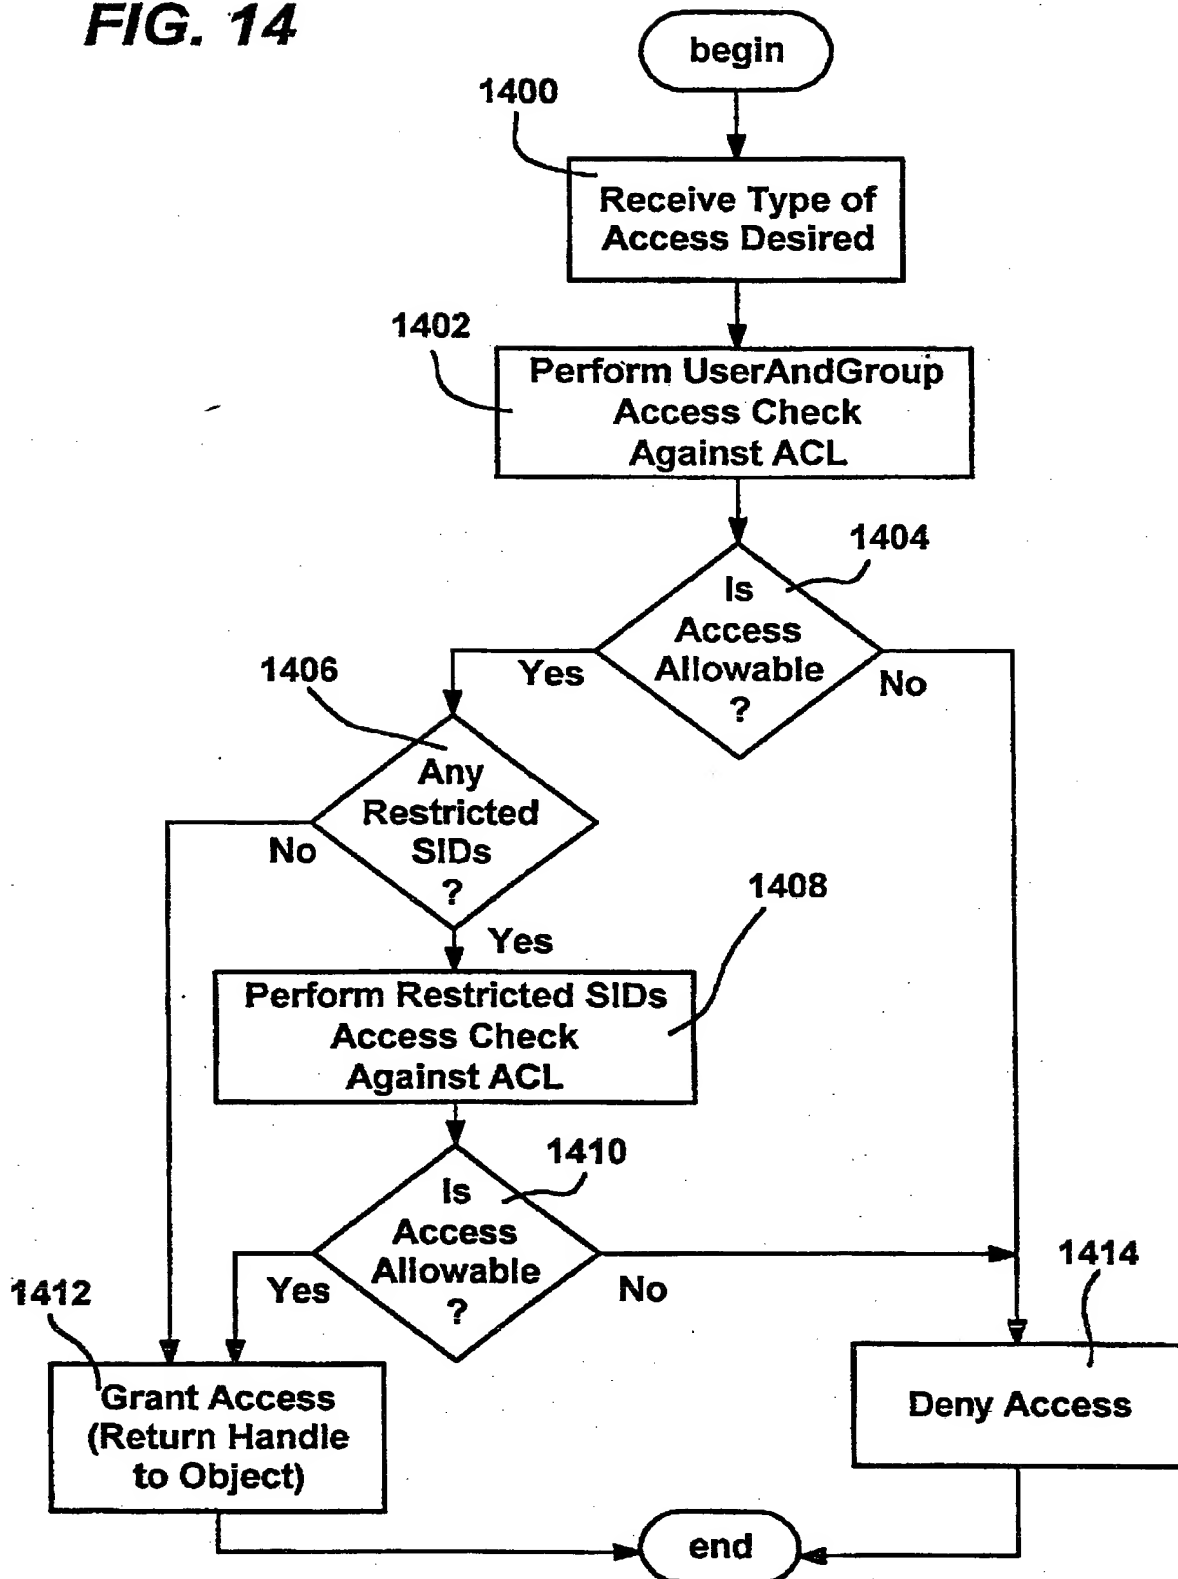 FIG. 14
begin
1400
Receive Type of
Access Desired
1402
Perform UserAndGroup
Access Check
Against ACL
1404
Is
Access
Allowable
?
Yes
No
1406
Any
Restricted
SIDs
?
No
Yes
1408
Perform Restricted SIDs
Access Check
Against ACL
1410
Is
Access
Allowable
?
Yes
No
1412
Grant Access
(Return Handle
to Object)
1414
Deny Access
end